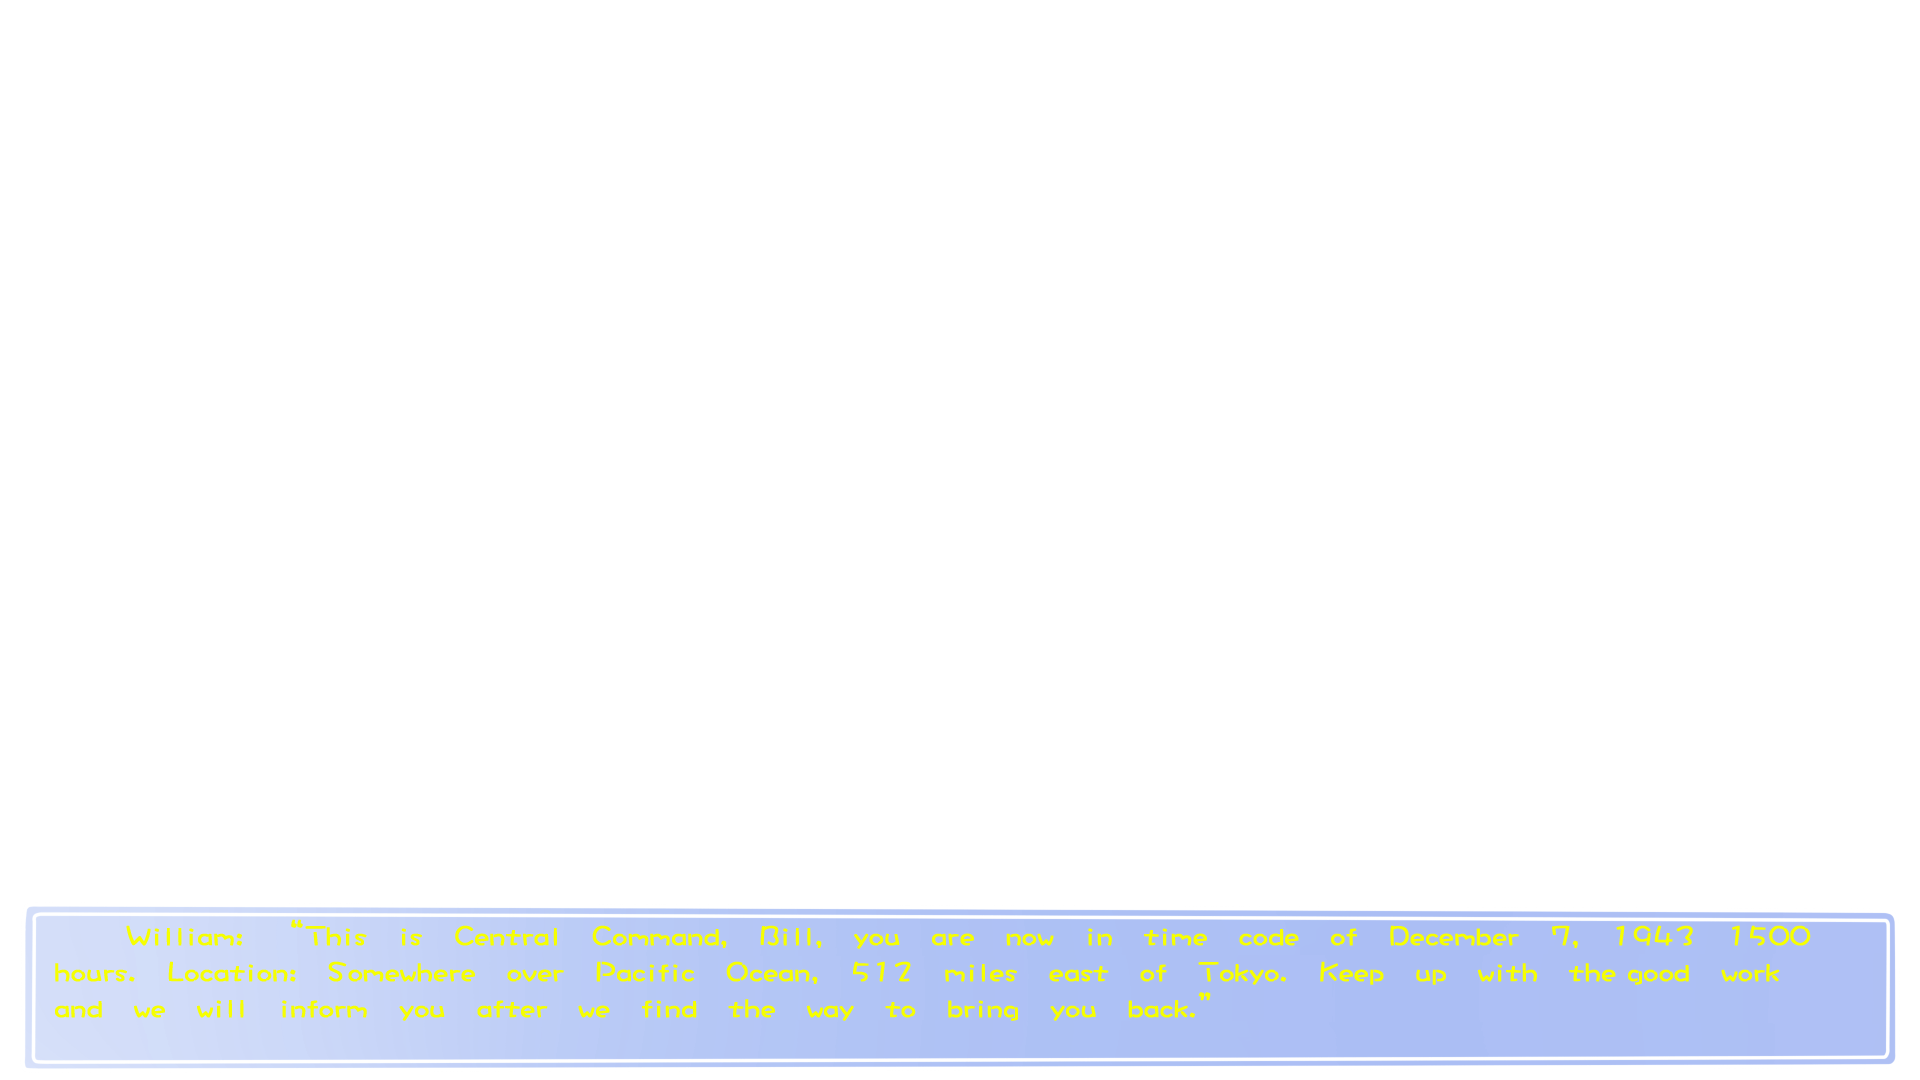 William: "This is Central Command, Bill, you are now in time code of December 7, 1943 1500
hours. Location: Somewhere over Pacific Ocean, 512 miles east of Tokyo. Keep up with the good work
and we will inform you after we find the way to bring you back."